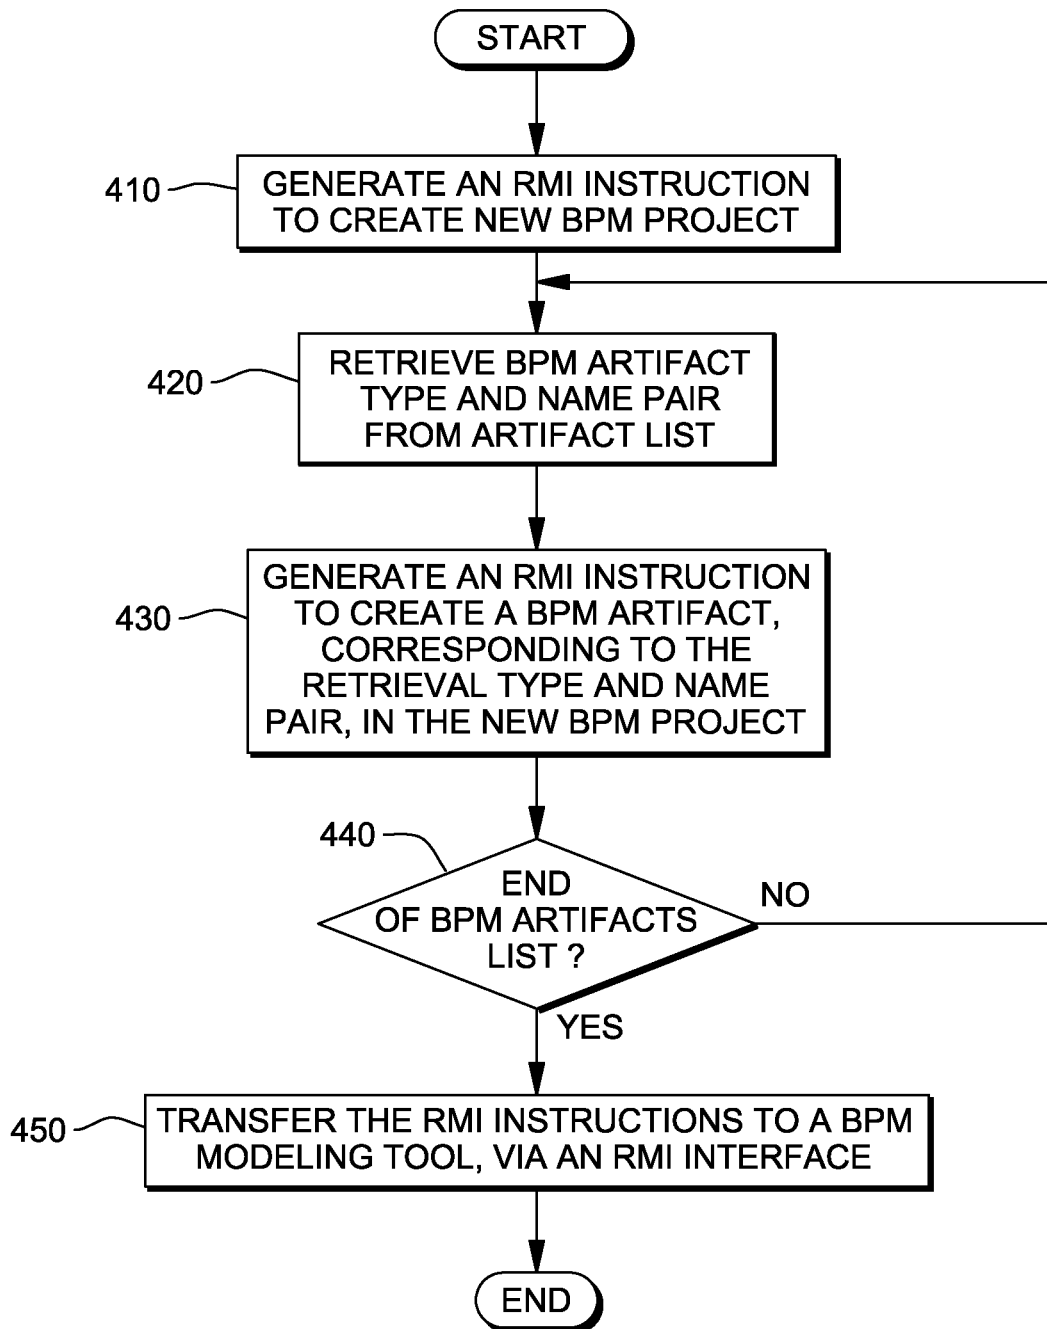 START
410
GENERATE AN RMI INSTRUCTION
TO CREATE NEW BPM PROJECT
420
RETRIEVE BPM ARTIFACT
TYPE AND NAME PAIR
FROM ARTIFACT LIST
430
GENERATE AN RMI INSTRUCTION
TO CREATE A BPM ARTIFACT,
CORRESPONDING TO THE
RETRIEVAL TYPE AND NAME
PAIR, IN THE NEW BPM PROJECT
440
END
OF BPM ARTIFACTS
LIST ?
NO
YES
450
TRANSFER THE RMI INSTRUCTIONS TO A BPM
MODELING TOOL, VIA AN RMI INTERFACE
END